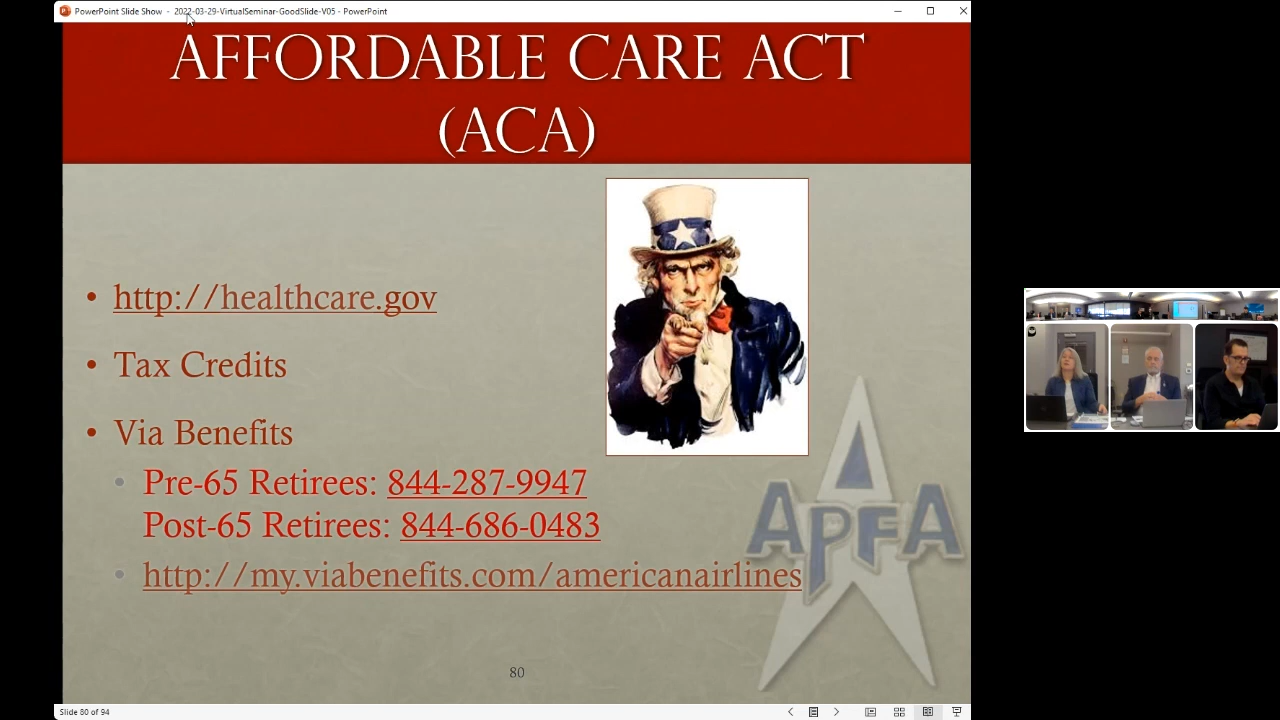 PowerPoint Slide Show - 2022-03-29-VirtualSeminar-GoodSlide-V05 - PowerPoint
AFFORDABLE CARE ACT
(ACA)
• http://healthcare.gov
• Tax Credits
• Via Benefits
• Pre-65 Retirees: 844-287-9947
Post-65 Retirees: 844-686-0483
• http://my.viabenefits.com/americanairlines
APFA
80
Slide 80 of 94